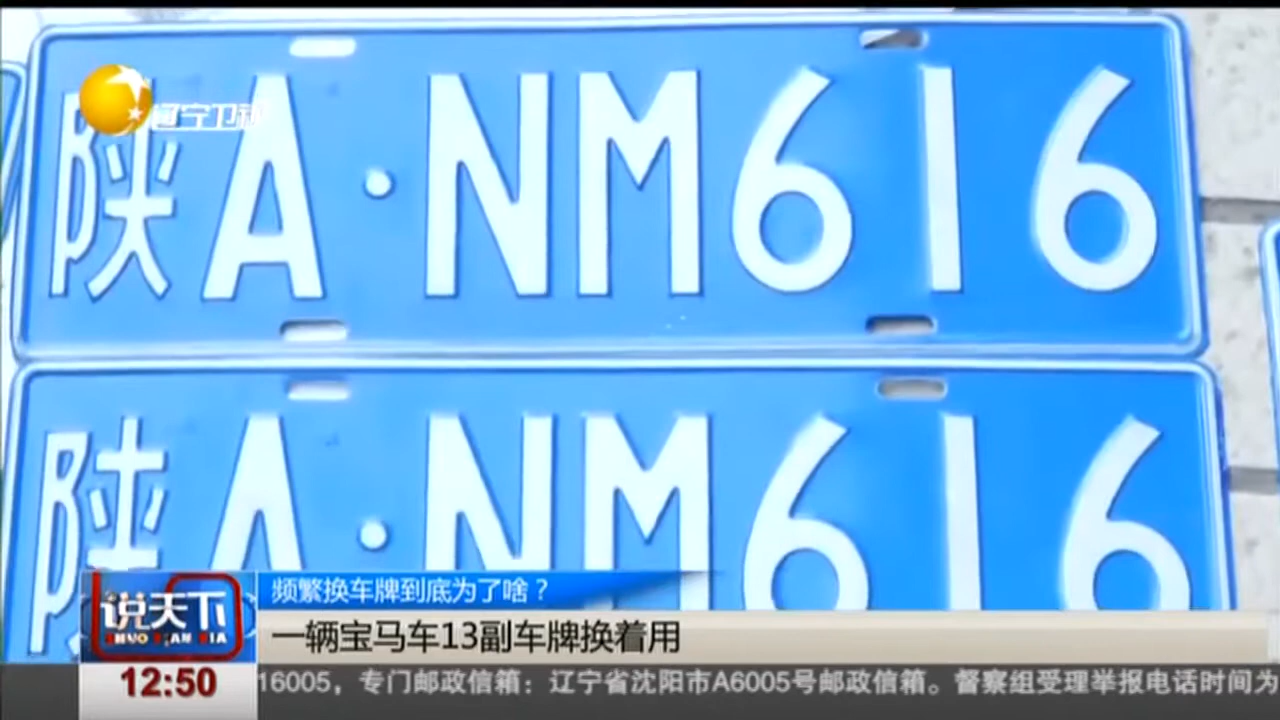 辽宁卫视
陕A·NM616
陕A·NM616
频繁换车牌到底为了啥？
说天下
SHUO TIAN XIA
一辆宝马车13副车牌换着用
12:50
16005，专门邮政信箱：辽宁省沈阳市A6005号邮政信箱。督察组受理举报电话时间为